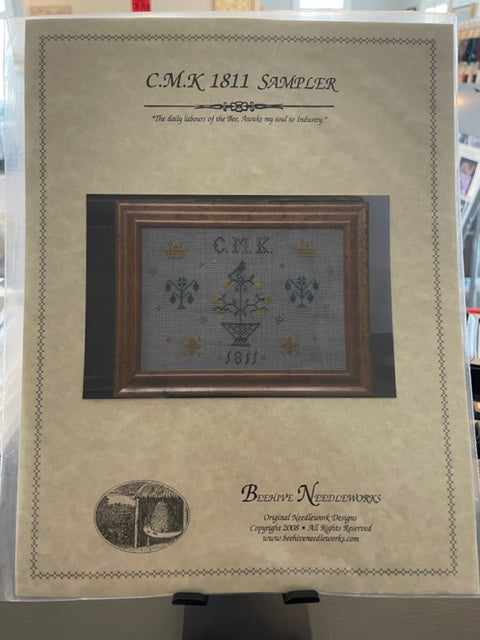 C.M.K 1811 SAMPLER
"The daily labours of the Bee, Awake my soul to Industry."
C.M.K.
1811
BEEHIVE NEEDLEWORKS
Original Needlework Designs
Copyright 2008 • All Rights Reserved
www.beehiveneedleworks.com